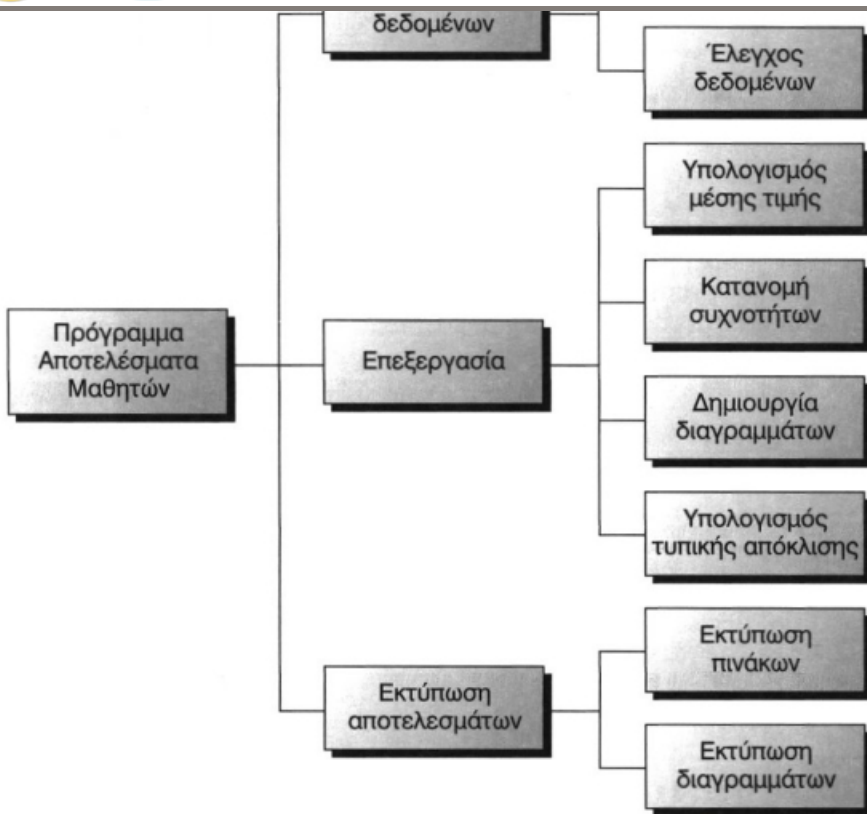 δεδομένων
Έλεγχος
δεδομένων
Υπολογισμός
μέσης τιμής
Κατανομή
συχνοτήτων
Πρόγραμμα
Αποτελέσματα
Μαθητών
Επεξεργασία
Δημιουργία
διαγραμμάτων
Υπολογισμός
τυπικής απόκλισης
Εκτύπωση
αποτελεσμάτων
Εκτύπωση
πινάκων
Εκτύπωση
διαγραμμάτων